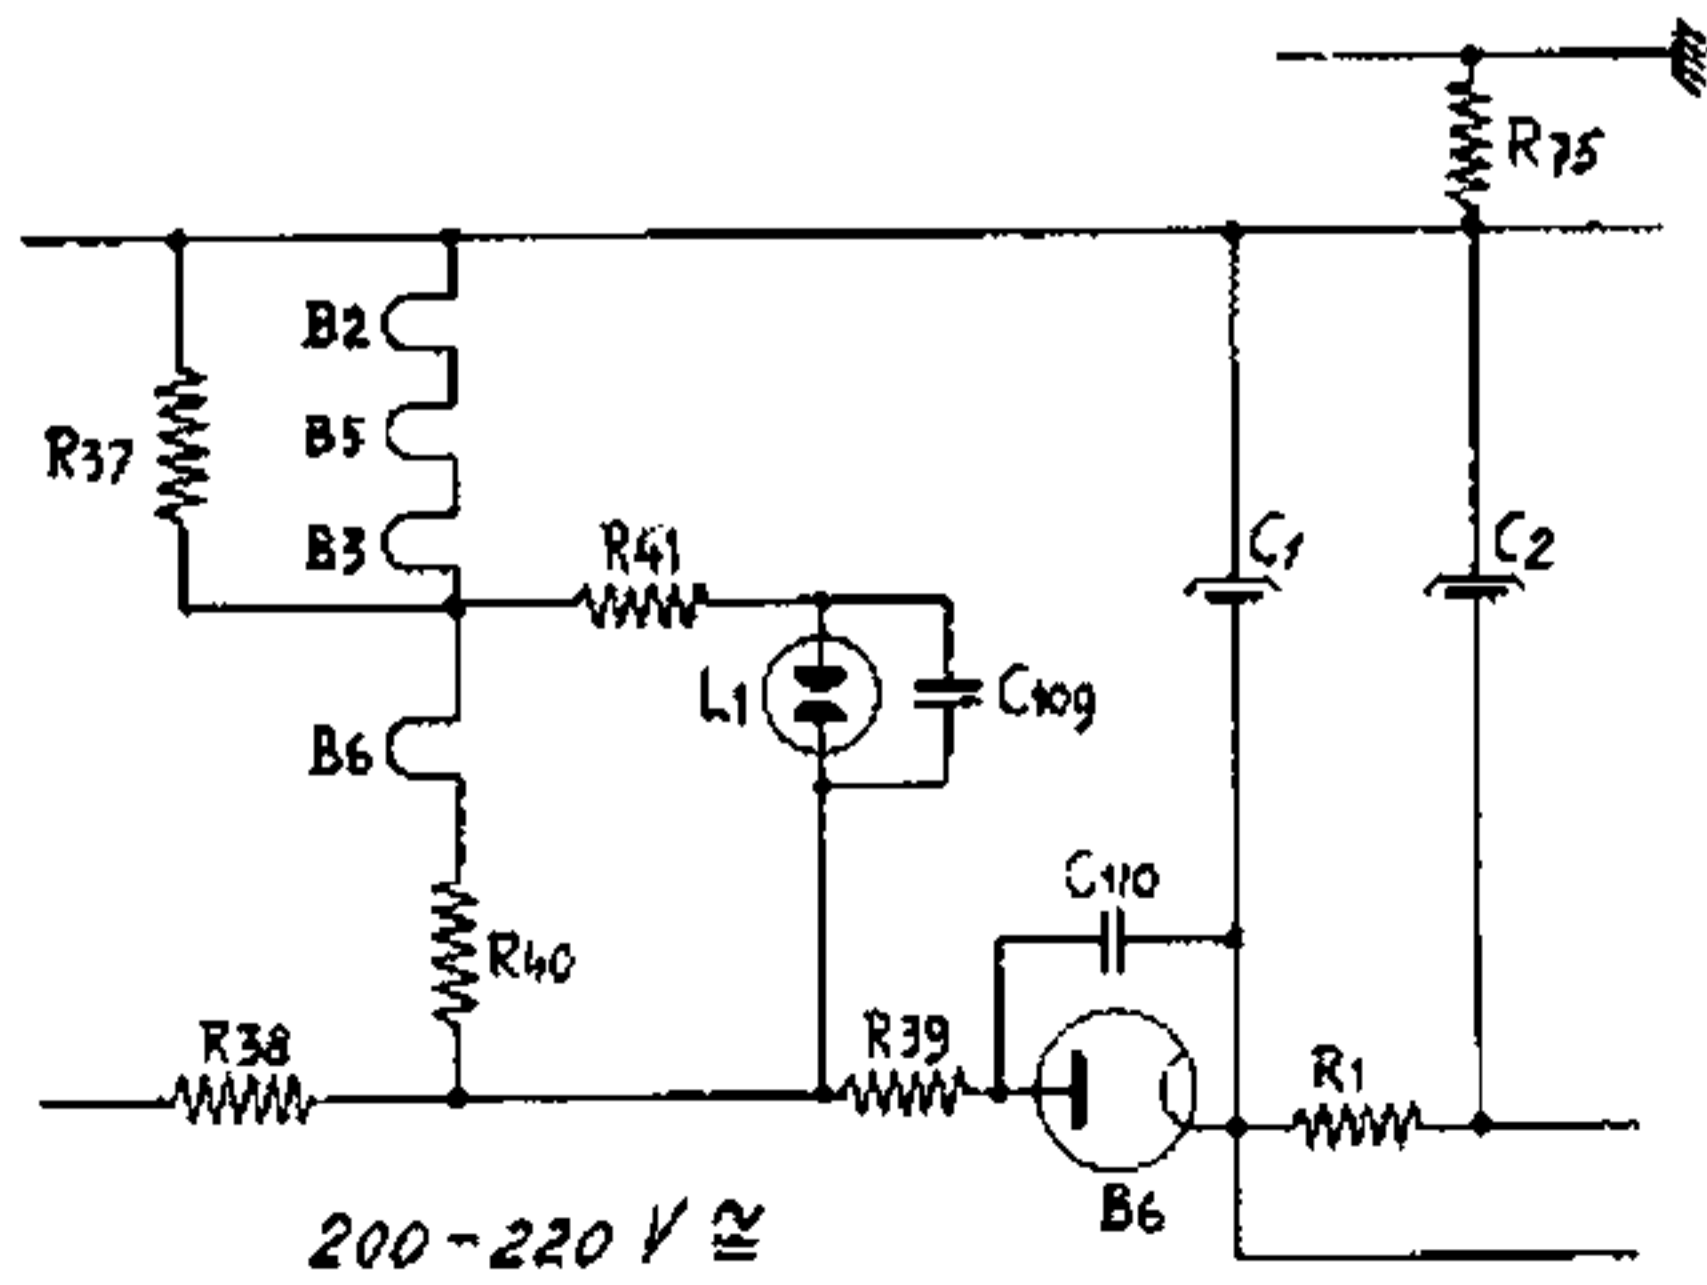 R75
B2
B5
R37
B3
R41
C1
C2
L1
C109
B6
C110
R40
R38
R39
R1
B6
200-220 V ≅